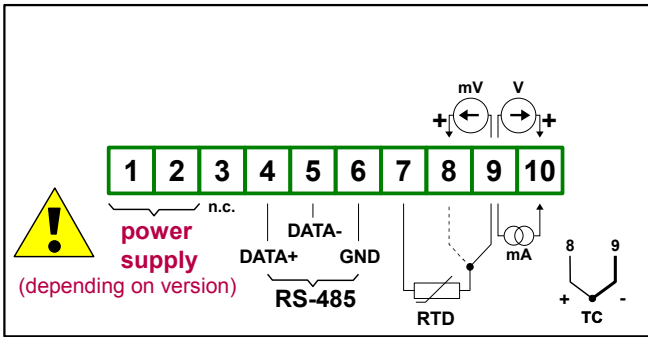 mV V
+ +
1 2 3 4 5 6 7 8 9 10
n.c.
!
power
supply
(depending on version)
DATA-
DATA+ GND
RS-485
RTD
mA
8 9
+ -
TC